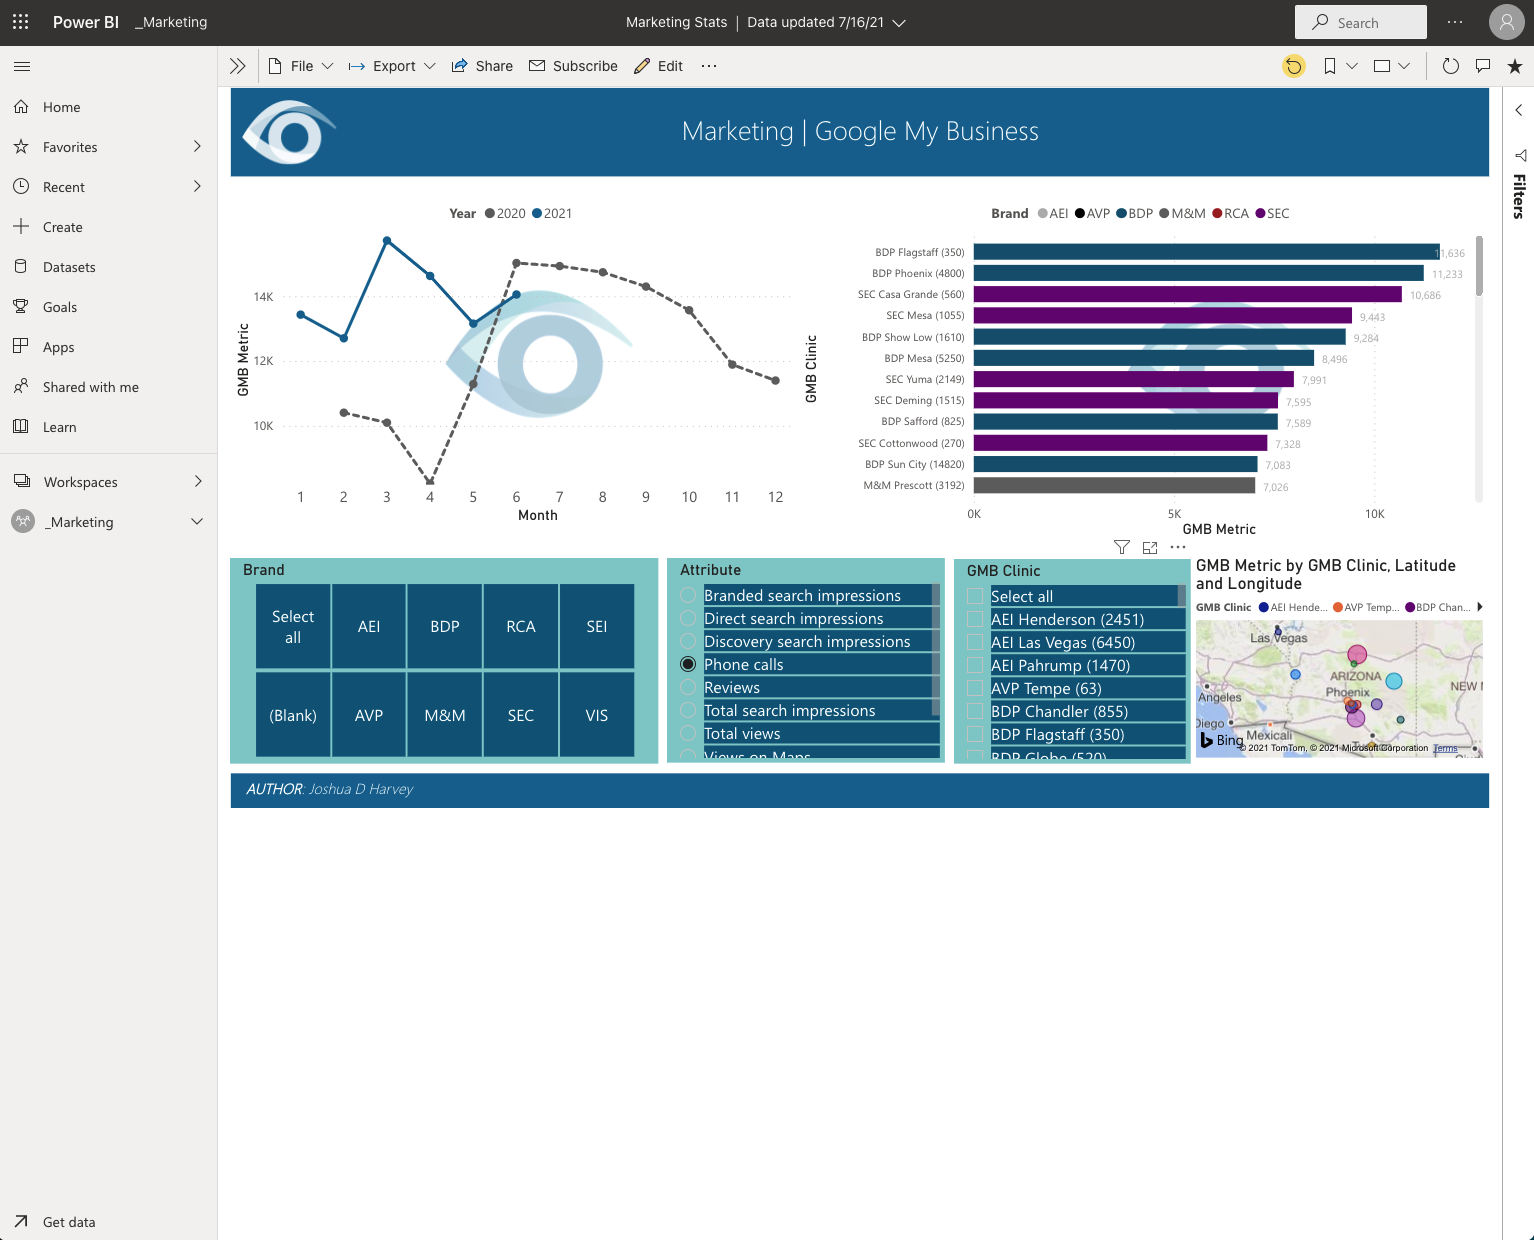 Power BI _Marketing
Marketing Stats | Data updated 7/16/21
Search
File Export Share Subscribe Edit
Home
Favorites
Recent
Create
Datasets
Goals
Apps
Shared with me
Learn
Workspaces
_Marketing
Get data
Filters
Marketing | Google My Business
Year 2020 2021
GMB Metric
14K
12K
10K
1 2 3 4 5 6 7 8 9 10 11 12
Month
Brand AEI AVP BDP M&M RCA SEC
GMB Clinic
BDP Flagstaff (350) 11,636
BDP Phoenix (4800) 11,233
SEC Casa Grande (560) 10,686
SEC Mesa (1055) 9,443
BDP Show Low (1610) 9,284
BDP Mesa (5250) 8,496
SEC Yuma (2149) 7,991
SEC Deming (1515) 7,595
BDP Safford (825) 7,589
SEC Cottonwood (270) 7,328
BDP Sun City (14820) 7,083
M&M Prescott (3192) 7,026
0K 5K 10K
GMB Metric
Brand
Select all AEI BDP RCA SEI
(Blank) AVP M&M SEC VIS
Attribute
Branded search impressions
Direct search impressions
Discovery search impressions
Phone calls
Reviews
Total search impressions
Total views
Views on Maps
GMB Clinic
Select all
AEI Henderson (2451)
AEI Las Vegas (6450)
AEI Pahrump (1470)
AVP Tempe (63)
BDP Chandler (855)
BDP Flagstaff (350)
BDP Globe (520)
GMB Metric by GMB Clinic, Latitude
and Longitude
GMB Clinic AEI Hende... AVP Temp... BDP Chan...
Las Vegas
ARIZONA
Phoenix
NEW
Angeles
Diego
Mexicali
Bing
© 2021 TomTom, © 2021 Microsoft Corporation Terms
AUTHOR: Joshua D Harvey